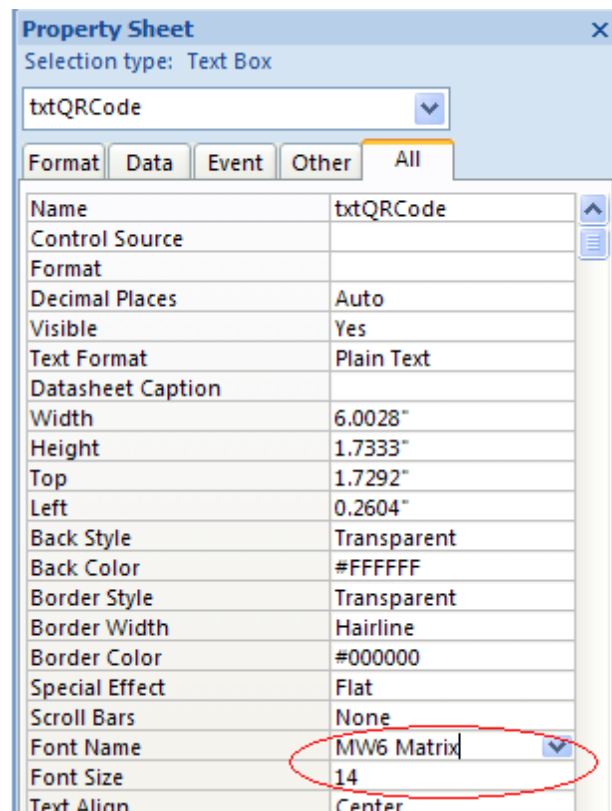 Property Sheet
Selection type: Text Box
txtQRCode
Format Data Event Other All
Name txtQRCode
Control Source
Format
Decimal Places Auto
Visible Yes
Text Format Plain Text
Datasheet Caption
Width 6.0028"
Height 1.7333"
Top 1.7292"
Left 0.2604"
Back Style Transparent
Back Color #FFFFFF
Border Style Transparent
Border Width Hairline
Border Color #000000
Special Effect Flat
Scroll Bars None
Font Name MW6 Matrix
Font Size 14
Text Align Center